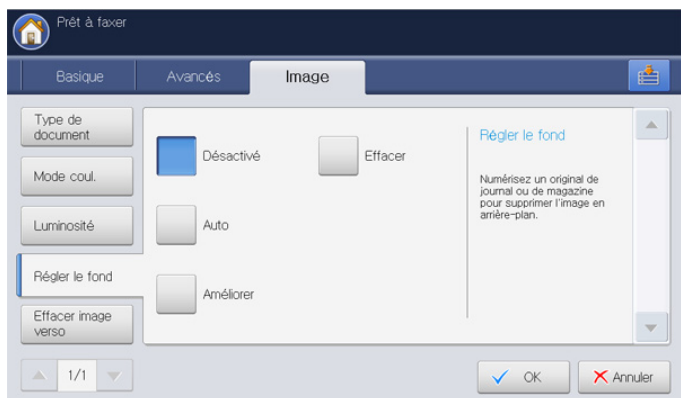 Prêt à faxer
Basique
Avancés
Image
Type de
document
Mode coul.
Luminosité
Régler le fond
Effacer image
verso
Désactivé
Effacer
Auto
Améliorer
Régler le fond
Numérisez un original de
journal ou de magazine
pour supprimer l'image en
arrière-plan.
1/1
OK
Annuler